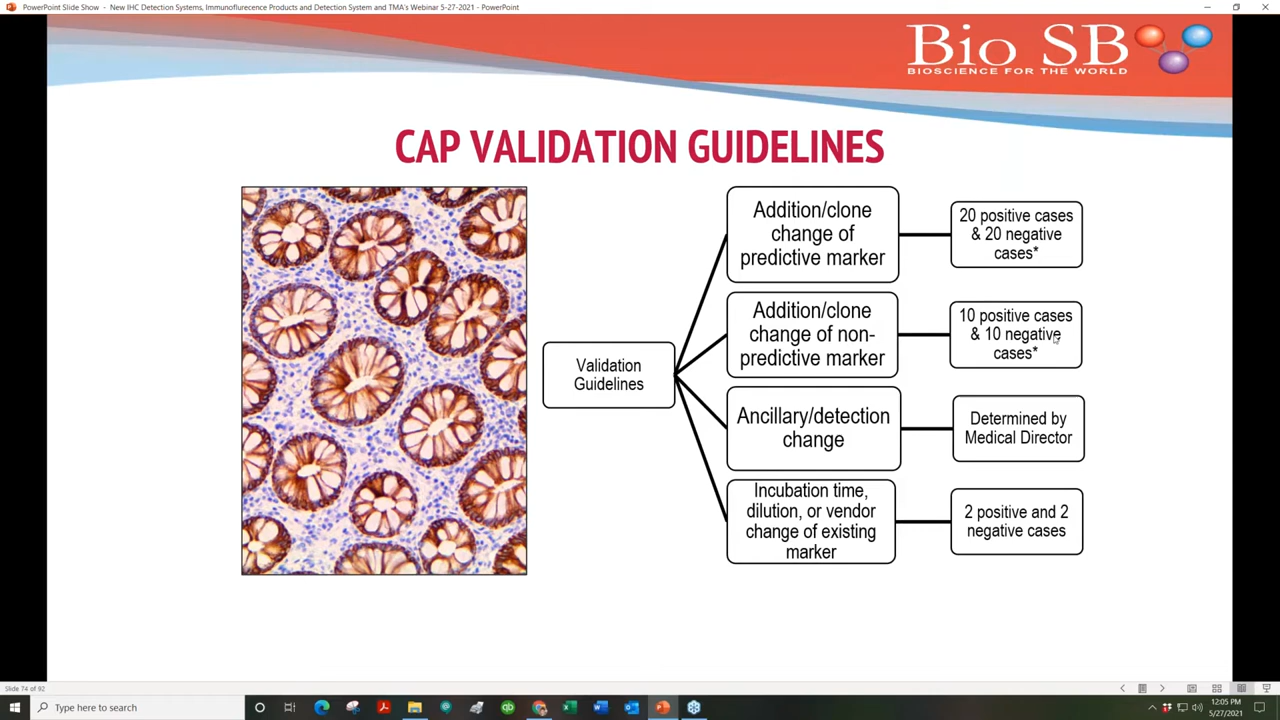 PowerPoint Slide Show - New IHC Detection Systems, Immunoflurecence Products and Detection System and TMA's Webinar 5-27-2021 - PowerPoint
Bio SB
BIOSCIENCE FOR THE WORLD
CAP VALIDATION GUIDELINES
Validation
Guidelines
Addition/clone
change of
predictive marker
20 positive cases
& 20 negative
cases*
Addition/clone
change of non-
predictive marker
10 positive cases
& 10 negative
cases*
Ancillary/detection
change
Determined by
Medical Director
Incubation time,
dilution, or vendor
change of existing
marker
2 positive and 2
negative cases
Slide 74 of 92
Type here to search
12:05 PM
5/27/2021